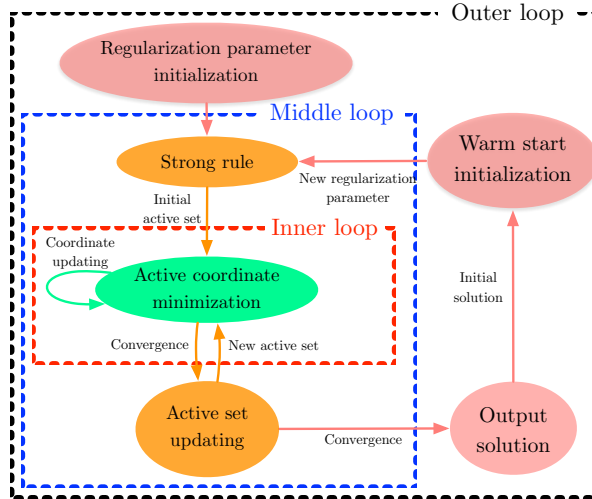 Outer loop
Regularization parameter
initialization
Middle loop
Warm start
initialization
Strong rule
New regularization
parameter
Initial
active set
Inner loop
Coordinate
updating
Active coordinate
minimization
Initial
solution
Convergence
New active set
Active set
updating
Convergence
Output
solution